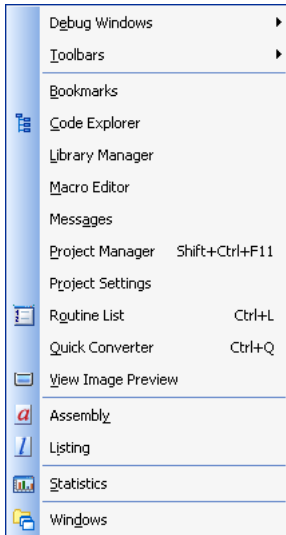 Debug Windows
Toolbars
Bookmarks
Code Explorer
Library Manager
Macro Editor
Messages
Project Manager Shift+Ctrl+F11
Project Settings
Routine List Ctrl+L
Quick Converter Ctrl+Q
View Image Preview
a Assembly
l Listing
Statistics
Windows